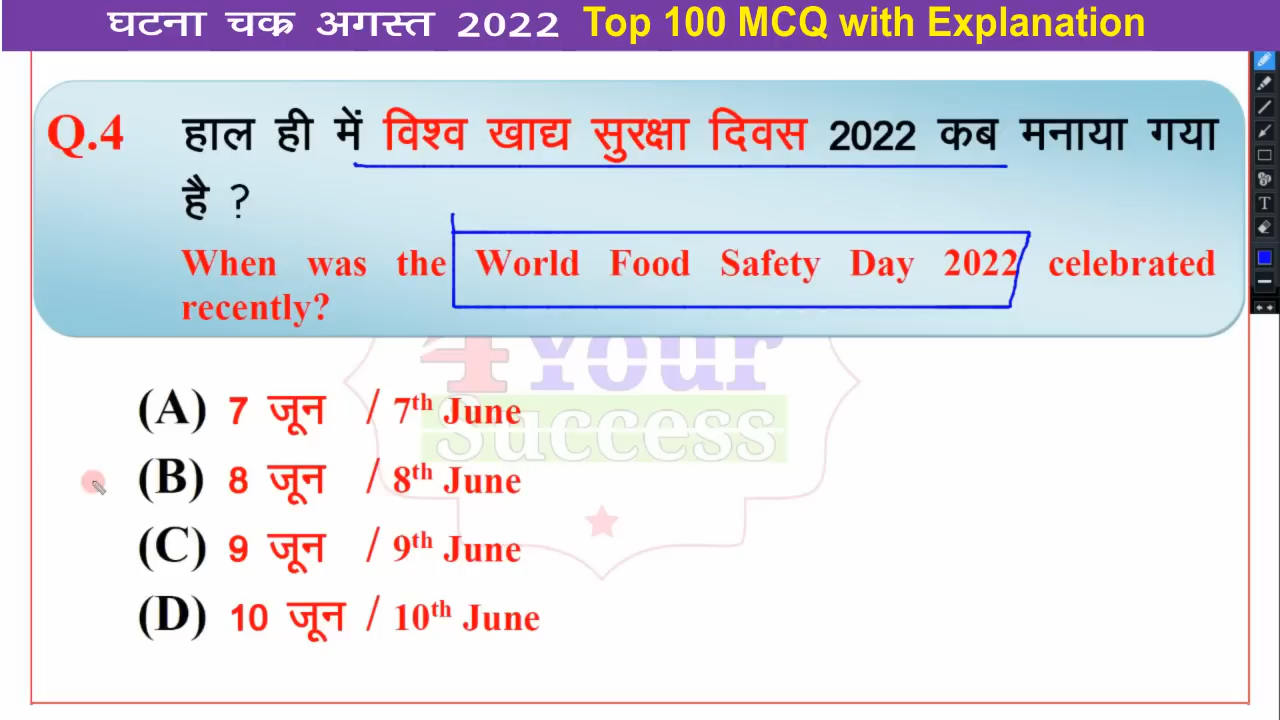 घटना चक्र अगस्त 2022 Top 100 MCQ with Explanation
Q.4 हाल ही में विश्व खाद्य सुरक्षा दिवस 2022 कब मनाया गया
है ?
When was the World Food Safety Day 2022 celebrated
recently?
4 Your
Success
(A) 7 जून / 7th June
(B) 8 जून / 8th June
(C) 9 जून / 9th June
(D) 10 जून / 10th June